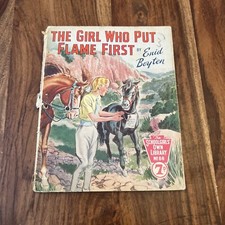 THE GIRL WHO PUT
FLAME FIRST
BY Enid
Boyten
THE
SCHOOLGIRLS'
OWN
LIBRARY
7D